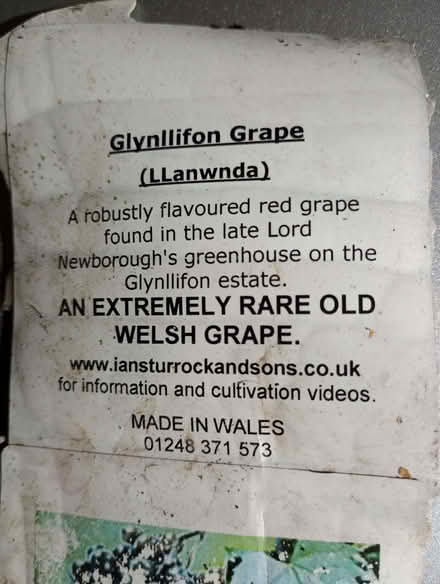 Glynllifon Grape
(LLanwnda)
A robustly flavoured red grape
found in the late Lord
Newborough's greenhouse on the
Glynllifon estate.
AN EXTREMELY RARE OLD
WELSH GRAPE.
www.iansturrockandsons.co.uk
for information and cultivation videos.
MADE IN WALES
01248 371 573